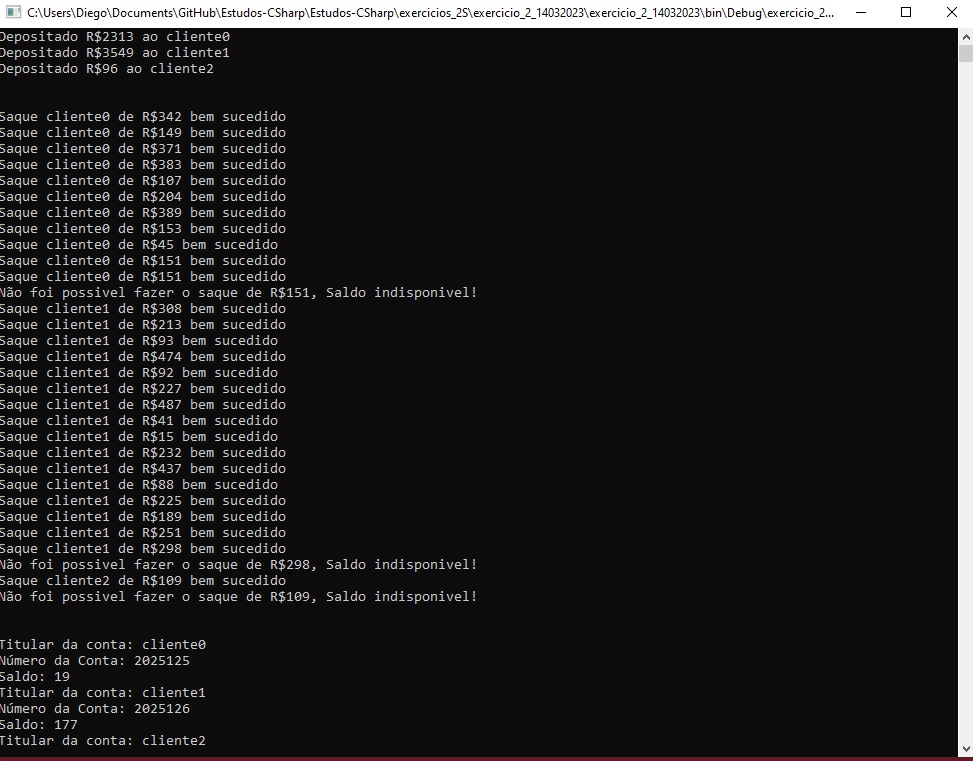 C:\Users\Diego\Documents\GitHub\Estudos-CSharp\Estudos-CSharp\exercicios_2S\exercicio_2_14032023\exercicio_2_14032023\bin\Debug\exercicio_2...
Depositado R$2313 ao cliente0
Depositado R$3549 ao cliente1
Depositado R$96 ao cliente2
Saque cliente0 de R$342 bem sucedido
Saque cliente0 de R$149 bem sucedido
Saque cliente0 de R$371 bem sucedido
Saque cliente0 de R$383 bem sucedido
Saque cliente0 de R$107 bem sucedido
Saque cliente0 de R$204 bem sucedido
Saque cliente0 de R$389 bem sucedido
Saque cliente0 de R$153 bem sucedido
Saque cliente0 de R$45 bem sucedido
Saque cliente0 de R$151 bem sucedido
Saque cliente0 de R$151 bem sucedido
Não foi possivel fazer o saque de R$151, Saldo indisponivel!
Saque cliente1 de R$308 bem sucedido
Saque cliente1 de R$213 bem sucedido
Saque cliente1 de R$93 bem sucedido
Saque cliente1 de R$474 bem sucedido
Saque cliente1 de R$92 bem sucedido
Saque cliente1 de R$227 bem sucedido
Saque cliente1 de R$487 bem sucedido
Saque cliente1 de R$41 bem sucedido
Saque cliente1 de R$15 bem sucedido
Saque cliente1 de R$232 bem sucedido
Saque cliente1 de R$437 bem sucedido
Saque cliente1 de R$88 bem sucedido
Saque cliente1 de R$225 bem sucedido
Saque cliente1 de R$189 bem sucedido
Saque cliente1 de R$251 bem sucedido
Saque cliente1 de R$298 bem sucedido
Não foi possivel fazer o saque de R$298, Saldo indisponivel!
Saque cliente2 de R$109 bem sucedido
Não foi possivel fazer o saque de R$109, Saldo indisponivel!
Titular da conta: cliente0
Número da Conta: 2025125
Saldo: 19
Titular da conta: cliente1
Número da Conta: 2025126
Saldo: 177
Titular da conta: cliente2